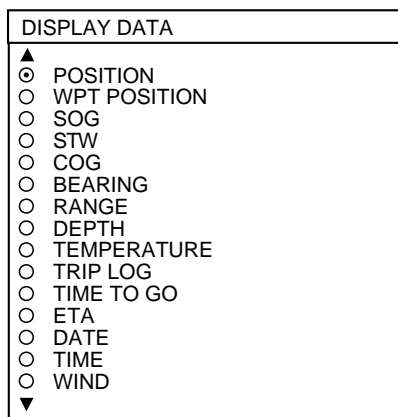 DISPLAY DATA
POSITION
WPT POSITION
SOG
STW
COG
BEARING
RANGE
DEPTH
TEMPERATURE
TRIP LOG
TIME TO GO
ETA
DATE
TIME
WIND